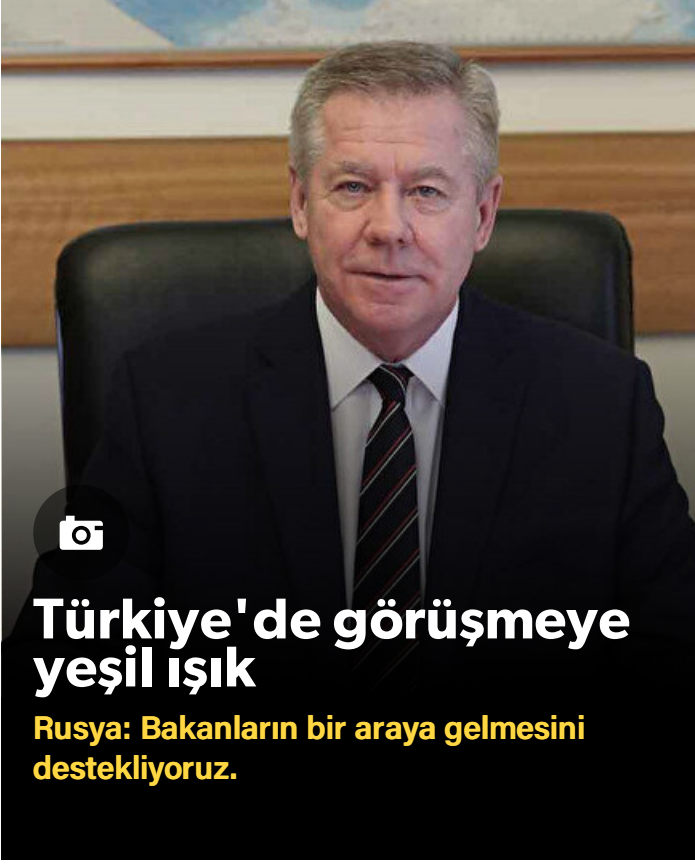 Türkiye'de görüşmeye
yeşil ışık
Rusya: Bakanların bir araya gelmesini
destekliyoruz.